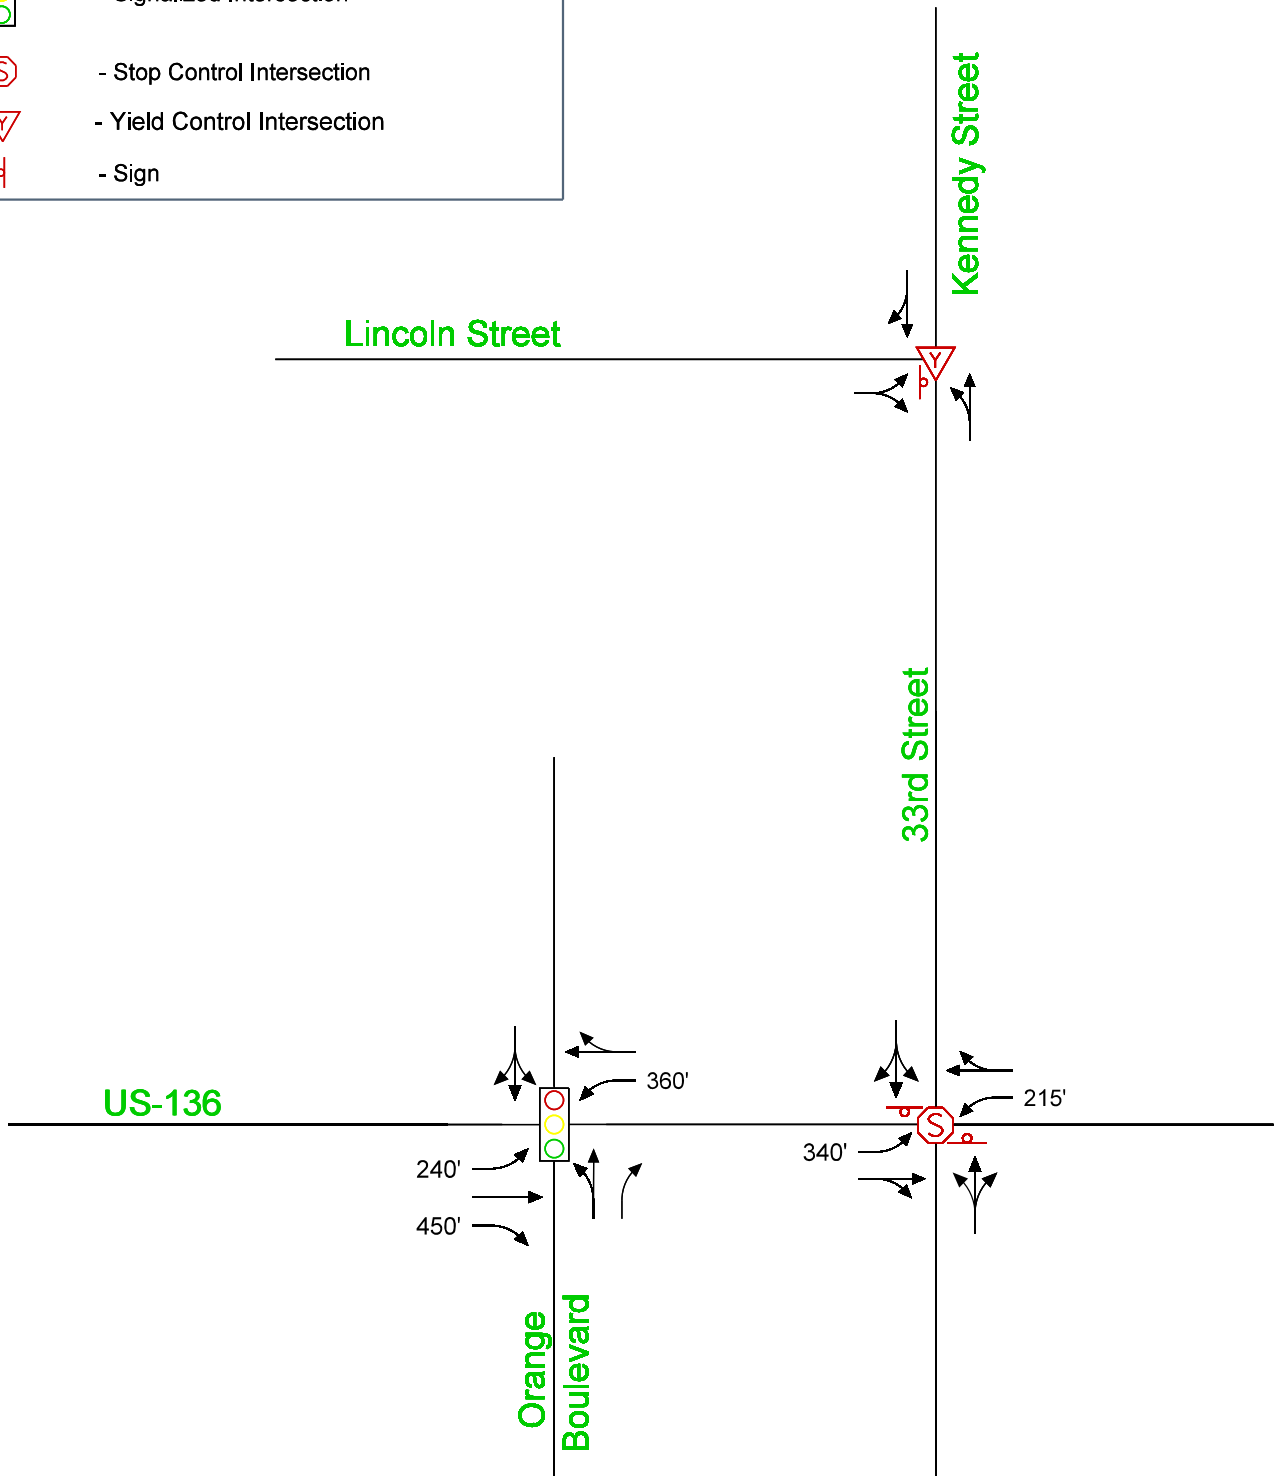 - Stop Control Intersection
- Yield Control Intersection
- Sign
Kennedy Street
Lincoln Street
Y
33rd Street
US-136
360'
215'
S
240'
340'
450'
Orange
Boulevard